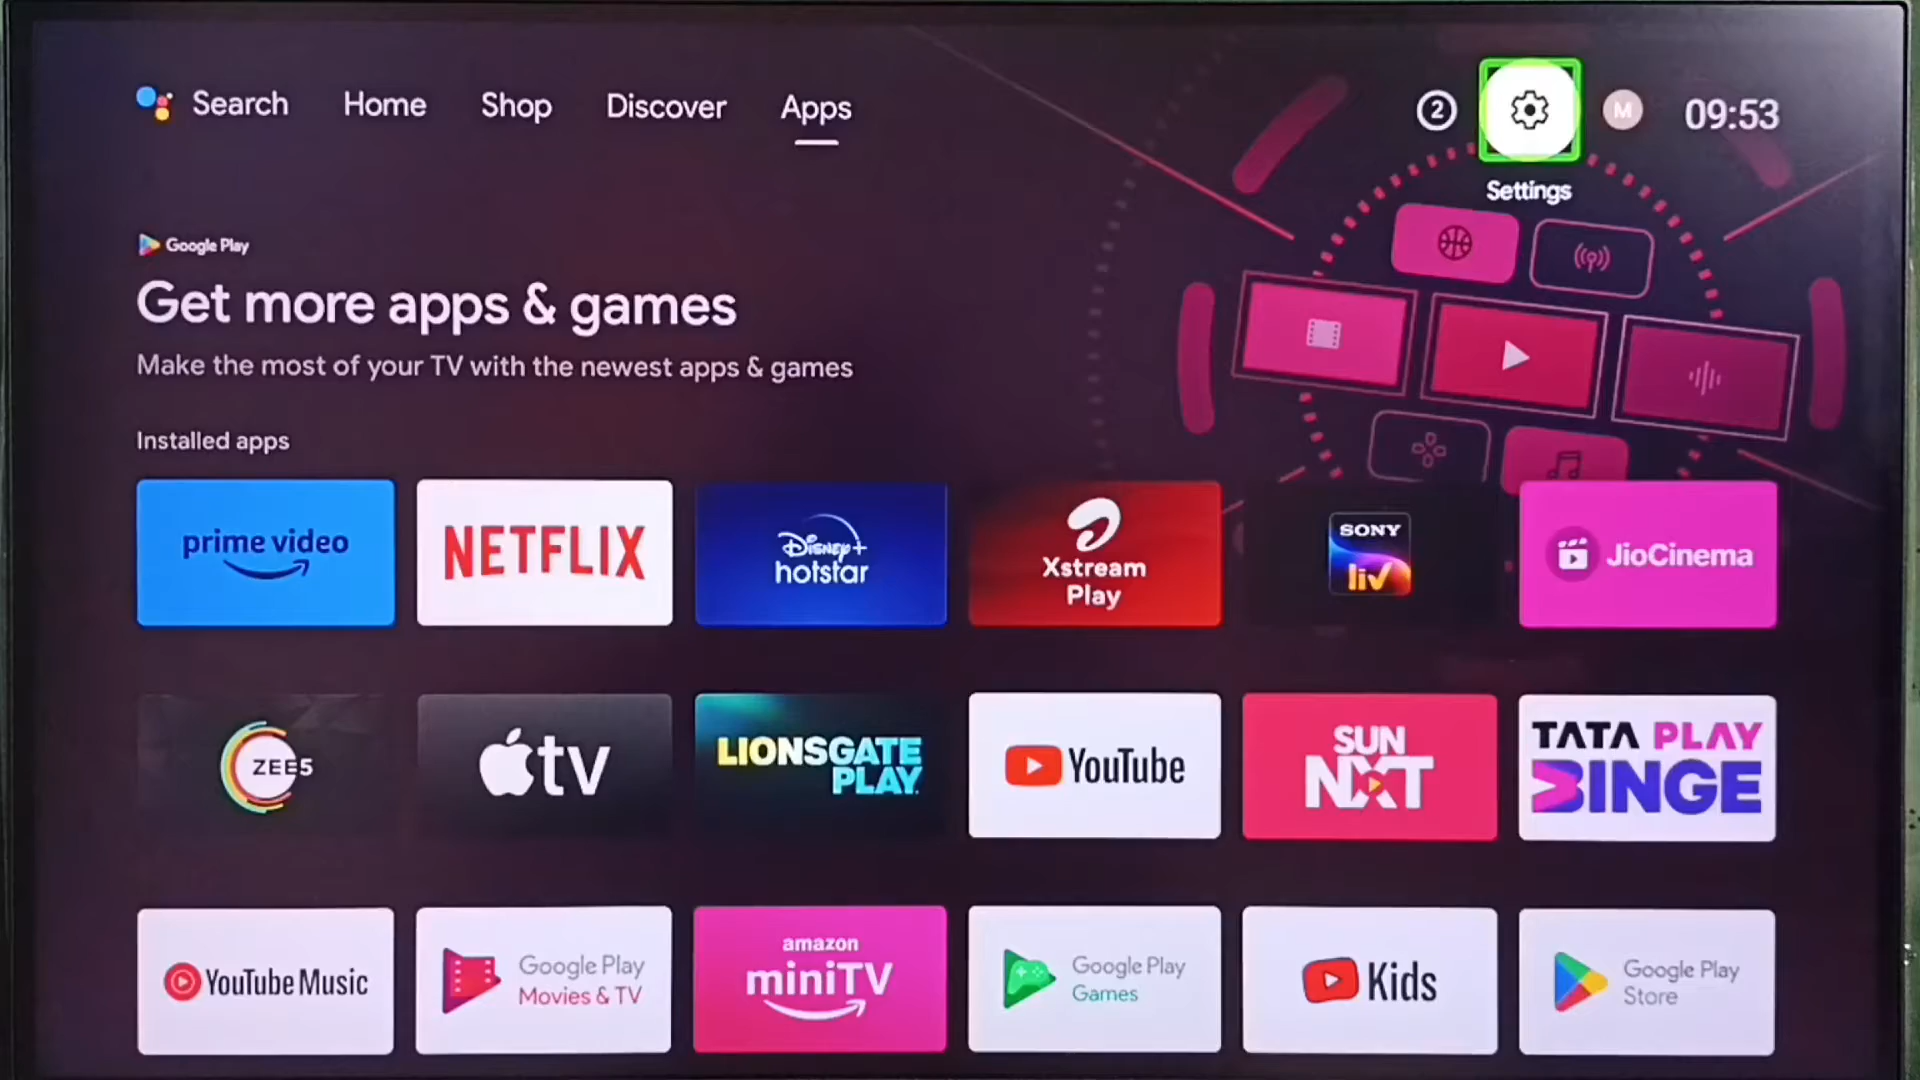 Search Home Shop Discover Apps
2 M 09:53
Settings
Google Play
Get more apps & games
Make the most of your TV with the newest apps & games
Installed apps
prime video
NETFLIX
Disney+
hotstar
Xstream
Play
SONY
liv
JioCinema
ZEE5
tv
LIONSGATE
PLAY
YouTube
SUN
NXT
TATA PLAY
BINGE
YouTube Music
Google Play
Movies & TV
amazon
miniTV
Google Play
Games
Kids
Google Play
Store